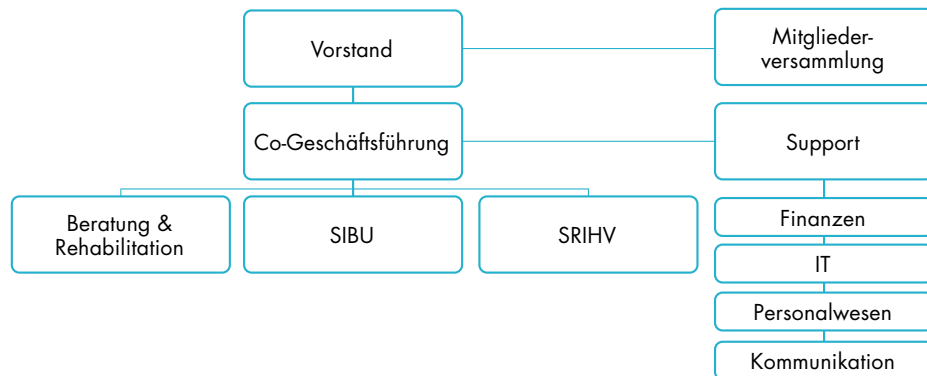 Vorstand
Mitglieder-
versammlung
Co-Geschäftsführung
Support
Beratung &
Rehabilitation
SIBU
SRIHV
Finanzen
IT
Personalwesen
Kommunikation